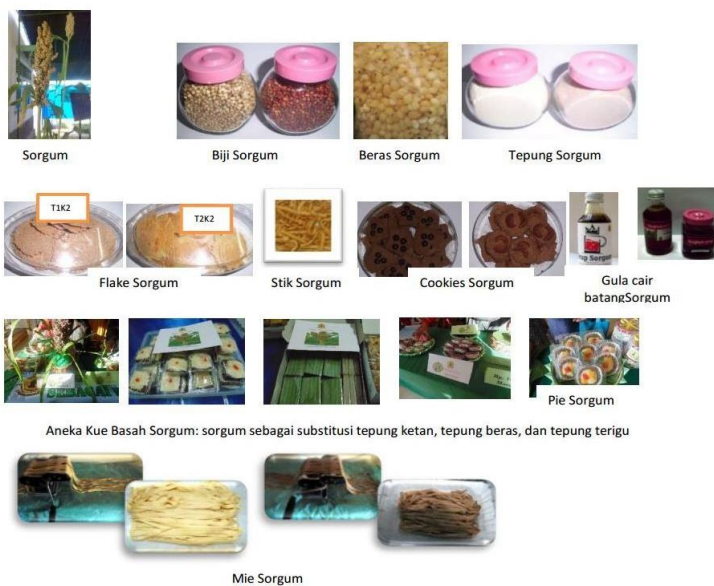 Sorgum
Biji Sorgum
Beras Sorgum
Tepung Sorgum
T1K2
T2K2
Flake Sorgum
Stik Sorgum
Cookies Sorgum
Gula cair
batangSorgum
Pie Sorgum
Aneka Kue Basah Sorgum: sorgum sebagai substitusi tepung ketan, tepung beras, dan tepung terigu
Mie Sorgum